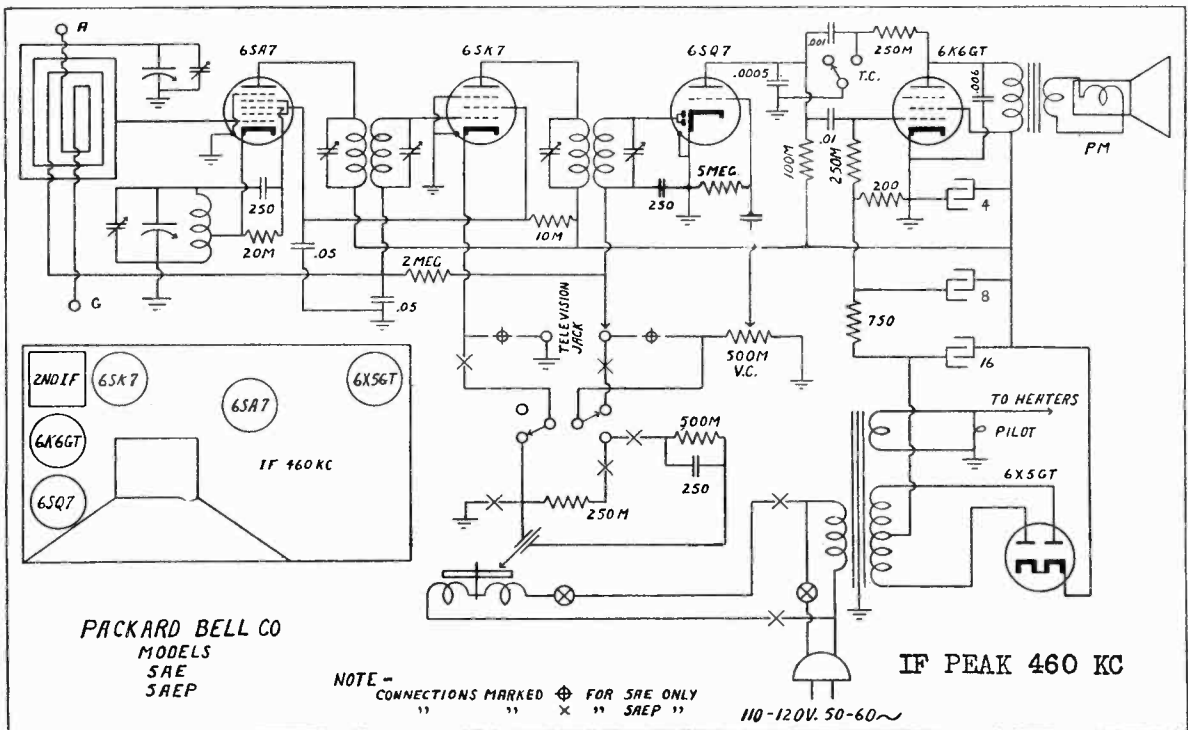 A
6SA7
6SK7
6SQ7
.0005
.001
T.C.
250M
6K6GT
.006
PM
250
20M
.05
.05
10M
2 MEG
250
5MEG.
100M
.01
250M
200
4
8
750
16
G
TELEVISION
JACK
500M
V.C.
2ND IF
6SK7
6SA7
6X5GT
6K6GT
6SQ7
IF 460KC
500M
250
250M
TO HEATERS
PILOT
6X5GT
PACKARD BELL CO
MODELS
5AE
5AEP
NOTE -
CONNECTIONS MARKED ⌖ FOR 5AE ONLY
" " × " 5AEP "
110-120V. 50-60~
IF PEAK 460 KC